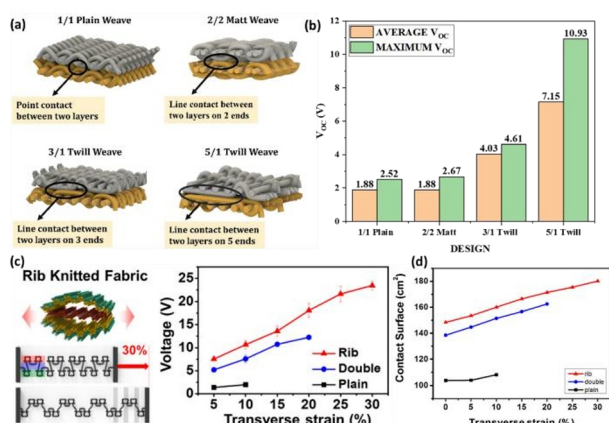 (a)
1/1 Plain Weave
2/2 Matt Weave
Point contact
between two layers
Line contact between
two layers on 2 ends
3/1 Twill Weave
5/1 Twill Weave
Line contact between
two layers on 3 ends
Line contact between
two layers on 5 ends
(b)
AVERAGE V_OC
MAXIMUM V_OC
V_OC (V)
12
10
8
6
4
2
0
1.88
2.52
1.88
2.67
4.03
4.61
7.15
10.93
1/1 Plain
2/2 Matt
3/1 Twill
5/1 Twill
DESIGN
(c)
Rib Knitted Fabric
30%
Voltage (V)
25
20
15
10
5
0
Rib
Double
Plain
5
10
15
20
25
30
Transverse strain (%)
(d)
Contact Surface (cm²)
200
180
160
140
120
100
rib
double
plain
0
5
10
15
20
25
30
Transverse strain (%)